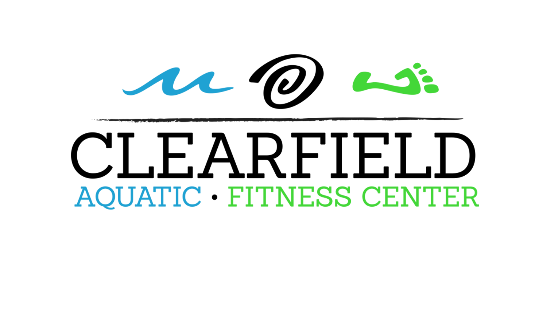 CLEARFIELD
AQUATIC • FITNESS CENTER